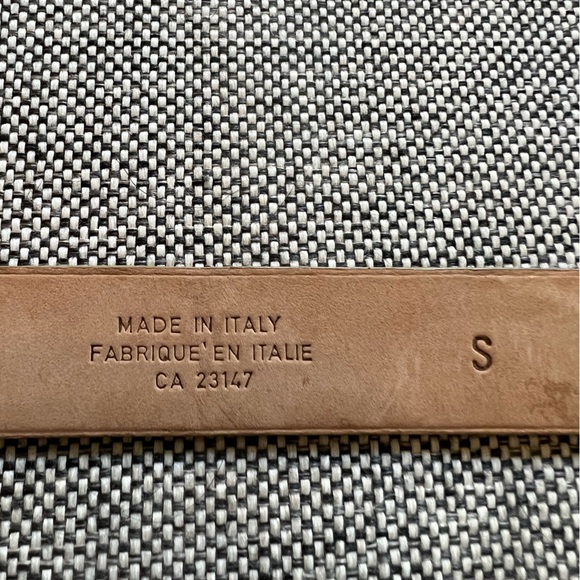 MADE IN ITALY
FABRIQUE' EN ITALIE
CA 23147
S